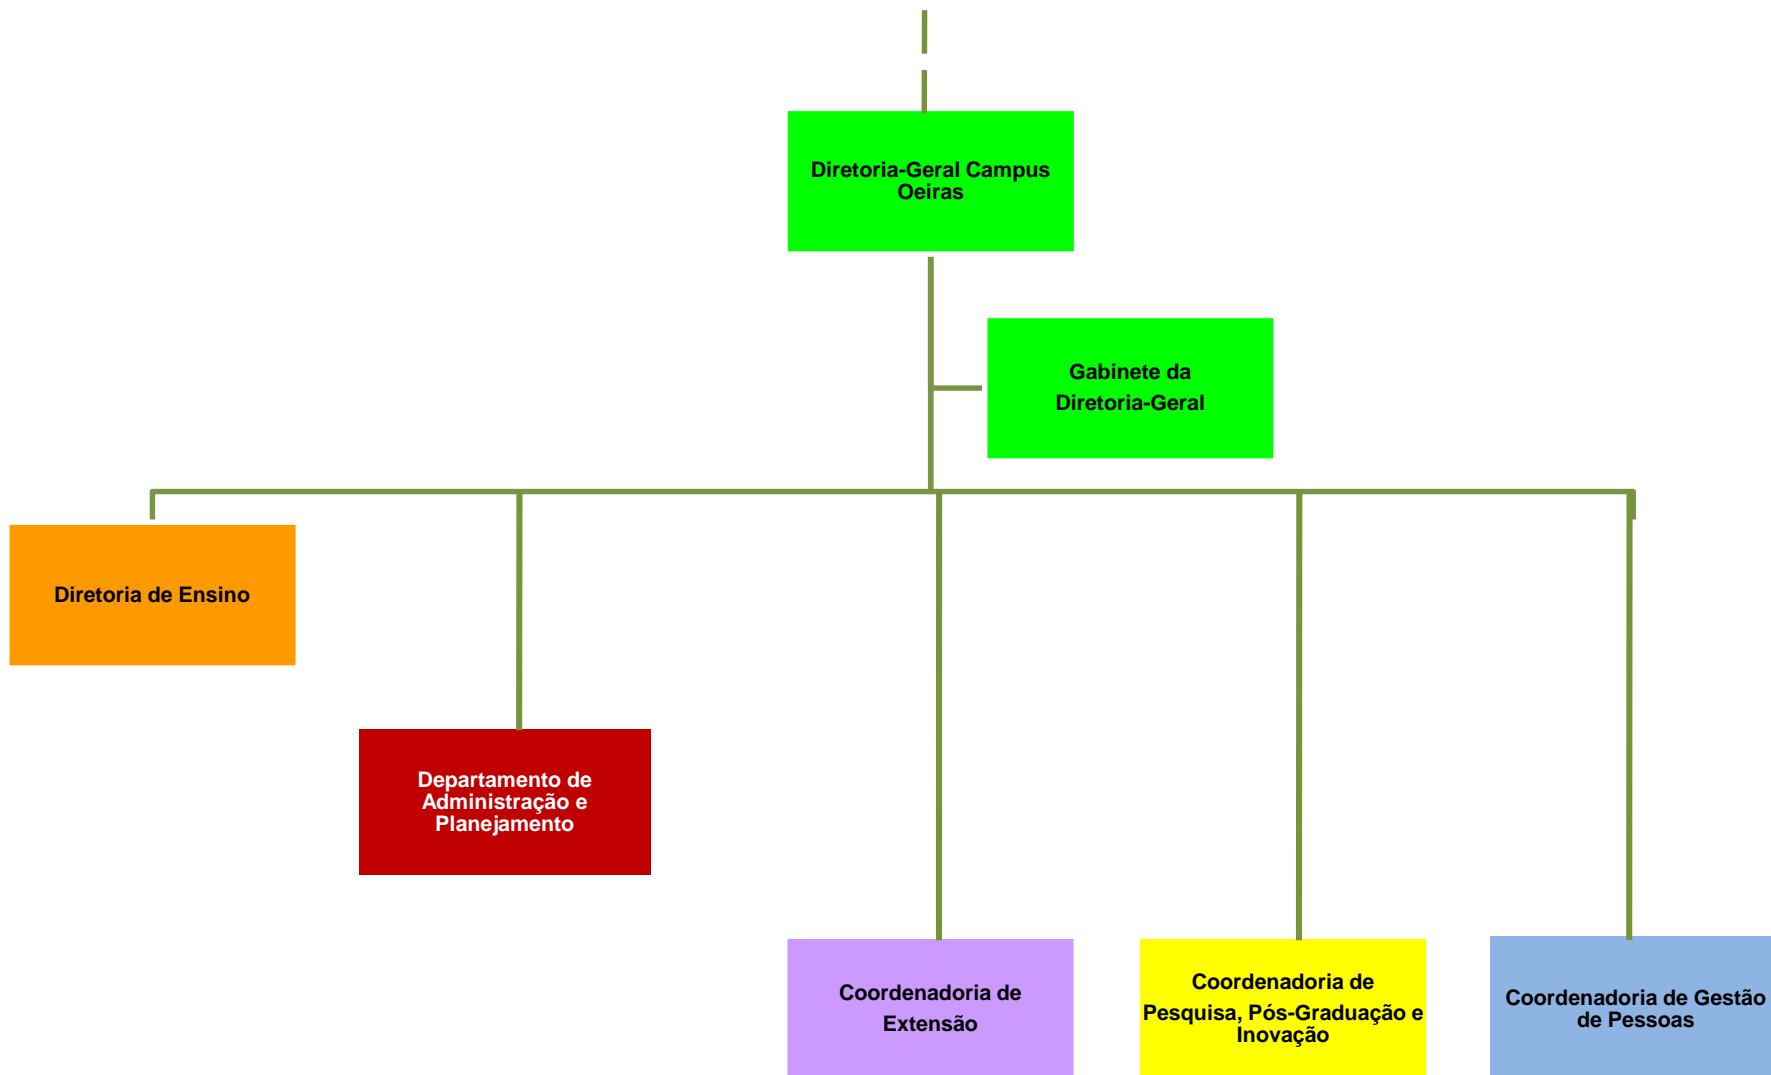 Diretoria-Geral Campus
Oeiras
Gabinete da
Diretoria-Geral
Diretoria de Ensino
Departamento de
Administração e
Planejamento
Coordenadoria de
Extensão
Coordenadoria de
Pesquisa, Pós-Graduação e
Inovação
Coordenadoria de Gestão
de Pessoas